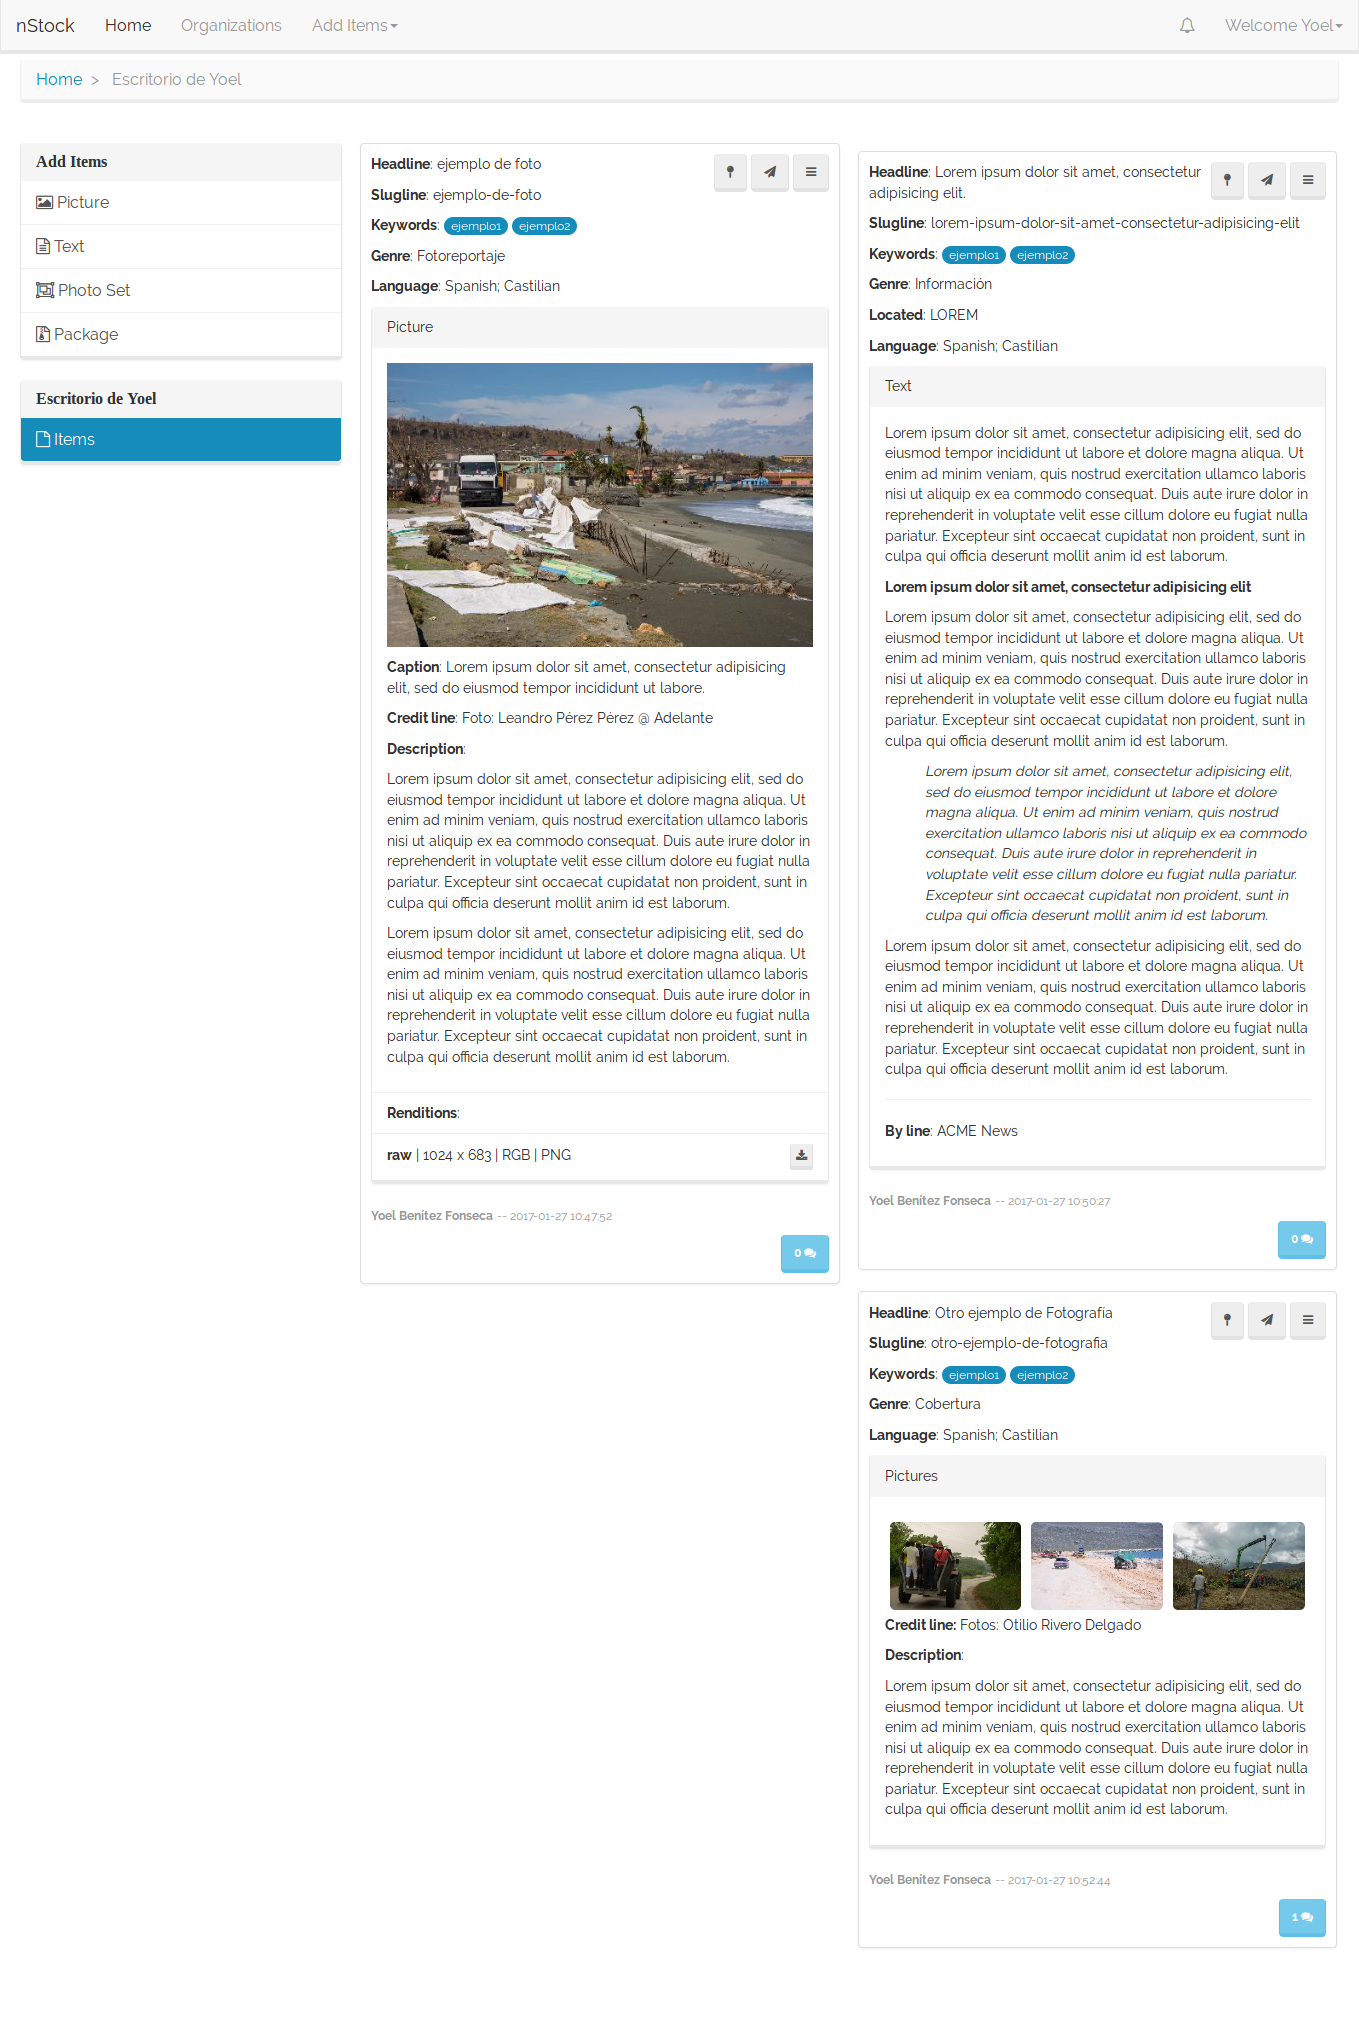 nStock Home Organizations Add Items Welcome Yoel
Home > Escritorio de Yoel
Add Items
Picture
Text
Photo Set
Package
Escritorio de Yoel
Items
Headline: ejemplo de foto
Slugline: ejemplo-de-foto
Keywords: ejemplo1 ejemplo2
Genre: Fotoreportaje
Language: Spanish; Castilian
Picture
Caption: Lorem ipsum dolor sit amet, consectetur adipisicing
elit, sed do eiusmod tempor incididunt ut labore.
Credit line: Foto: Leandro Pérez Pérez @ Adelante
Description:
Lorem ipsum dolor sit amet, consectetur adipisicing elit, sed do
eiusmod tempor incididunt ut labore et dolore magna aliqua. Ut
enim ad minim veniam, quis nostrud exercitation ullamco laboris
nisi ut aliquip ex ea commodo consequat. Duis aute irure dolor in
reprehenderit in voluptate velit esse cillum dolore eu fugiat nulla
pariatur. Excepteur sint occaecat cupidatat non proident, sunt in
culpa qui officia deserunt mollit anim id est laborum.
Lorem ipsum dolor sit amet, consectetur adipisicing elit, sed do
eiusmod tempor incididunt ut labore et dolore magna aliqua. Ut
enim ad minim veniam, quis nostrud exercitation ullamco laboris
nisi ut aliquip ex ea commodo consequat. Duis aute irure dolor in
reprehenderit in voluptate velit esse cillum dolore eu fugiat nulla
pariatur. Excepteur sint occaecat cupidatat non proident, sunt in
culpa qui officia deserunt mollit anim id est laborum.
Renditions:
raw | 1024 x 683 | RGB | PNG
Yoel Benítez Fonseca -- 2017-01-27 10:47:52
0
Headline: Lorem ipsum dolor sit amet, consectetur
adipisicing elit.
Slugline: lorem-ipsum-dolor-sit-amet-consectetur-adipisicing-elit
Keywords: ejemplo1 ejemplo2
Genre: Información
Located: LOREM
Language: Spanish; Castilian
Text
Lorem ipsum dolor sit amet, consectetur adipisicing elit, sed do
eiusmod tempor incididunt ut labore et dolore magna aliqua. Ut
enim ad minim veniam, quis nostrud exercitation ullamco laboris
nisi ut aliquip ex ea commodo consequat. Duis aute irure dolor in
reprehenderit in voluptate velit esse cillum dolore eu fugiat nulla
pariatur. Excepteur sint occaecat cupidatat non proident, sunt in
culpa qui officia deserunt mollit anim id est laborum.
Lorem ipsum dolor sit amet, consectetur adipisicing elit
Lorem ipsum dolor sit amet, consectetur adipisicing elit, sed do
eiusmod tempor incididunt ut labore et dolore magna aliqua. Ut
enim ad minim veniam, quis nostrud exercitation ullamco laboris
nisi ut aliquip ex ea commodo consequat. Duis aute irure dolor in
reprehenderit in voluptate velit esse cillum dolore eu fugiat nulla
pariatur. Excepteur sint occaecat cupidatat non proident, sunt in
culpa qui officia deserunt mollit anim id est laborum.
Lorem ipsum dolor sit amet, consectetur adipisicing elit,
sed do eiusmod tempor incididunt ut labore et dolore
magna aliqua. Ut enim ad minim veniam, quis nostrud
exercitation ullamco laboris nisi ut aliquip ex ea commodo
consequat. Duis aute irure dolor in reprehenderit in
voluptate velit esse cillum dolore eu fugiat nulla pariatur.
Excepteur sint occaecat cupidatat non proident, sunt in
culpa qui officia deserunt mollit anim id est laborum.
Lorem ipsum dolor sit amet, consectetur adipisicing elit, sed do
eiusmod tempor incididunt ut labore et dolore magna aliqua. Ut
enim ad minim veniam, quis nostrud exercitation ullamco laboris
nisi ut aliquip ex ea commodo consequat. Duis aute irure dolor in
reprehenderit in voluptate velit esse cillum dolore eu fugiat nulla
pariatur. Excepteur sint occaecat cupidatat non proident, sunt in
culpa qui officia deserunt mollit anim id est laborum.
By line: ACME News
Yoel Benítez Fonseca -- 2017-01-27 10:50:27
0
Headline: Otro ejemplo de Fotografía
Slugline: otro-ejemplo-de-fotografia
Keywords: ejemplo1 ejemplo2
Genre: Cobertura
Language: Spanish; Castilian
Pictures
Credit line: Fotos: Otilio Rivero Delgado
Description:
Lorem ipsum dolor sit amet, consectetur adipisicing elit, sed do
eiusmod tempor incididunt ut labore et dolore magna aliqua. Ut
enim ad minim veniam, quis nostrud exercitation ullamco laboris
nisi ut aliquip ex ea commodo consequat. Duis aute irure dolor in
reprehenderit in voluptate velit esse cillum dolore eu fugiat nulla
pariatur. Excepteur sint occaecat cupidatat non proident, sunt in
culpa qui officia deserunt mollit anim id est laborum.
Yoel Benítez Fonseca -- 2017-01-27 10:52:44
1